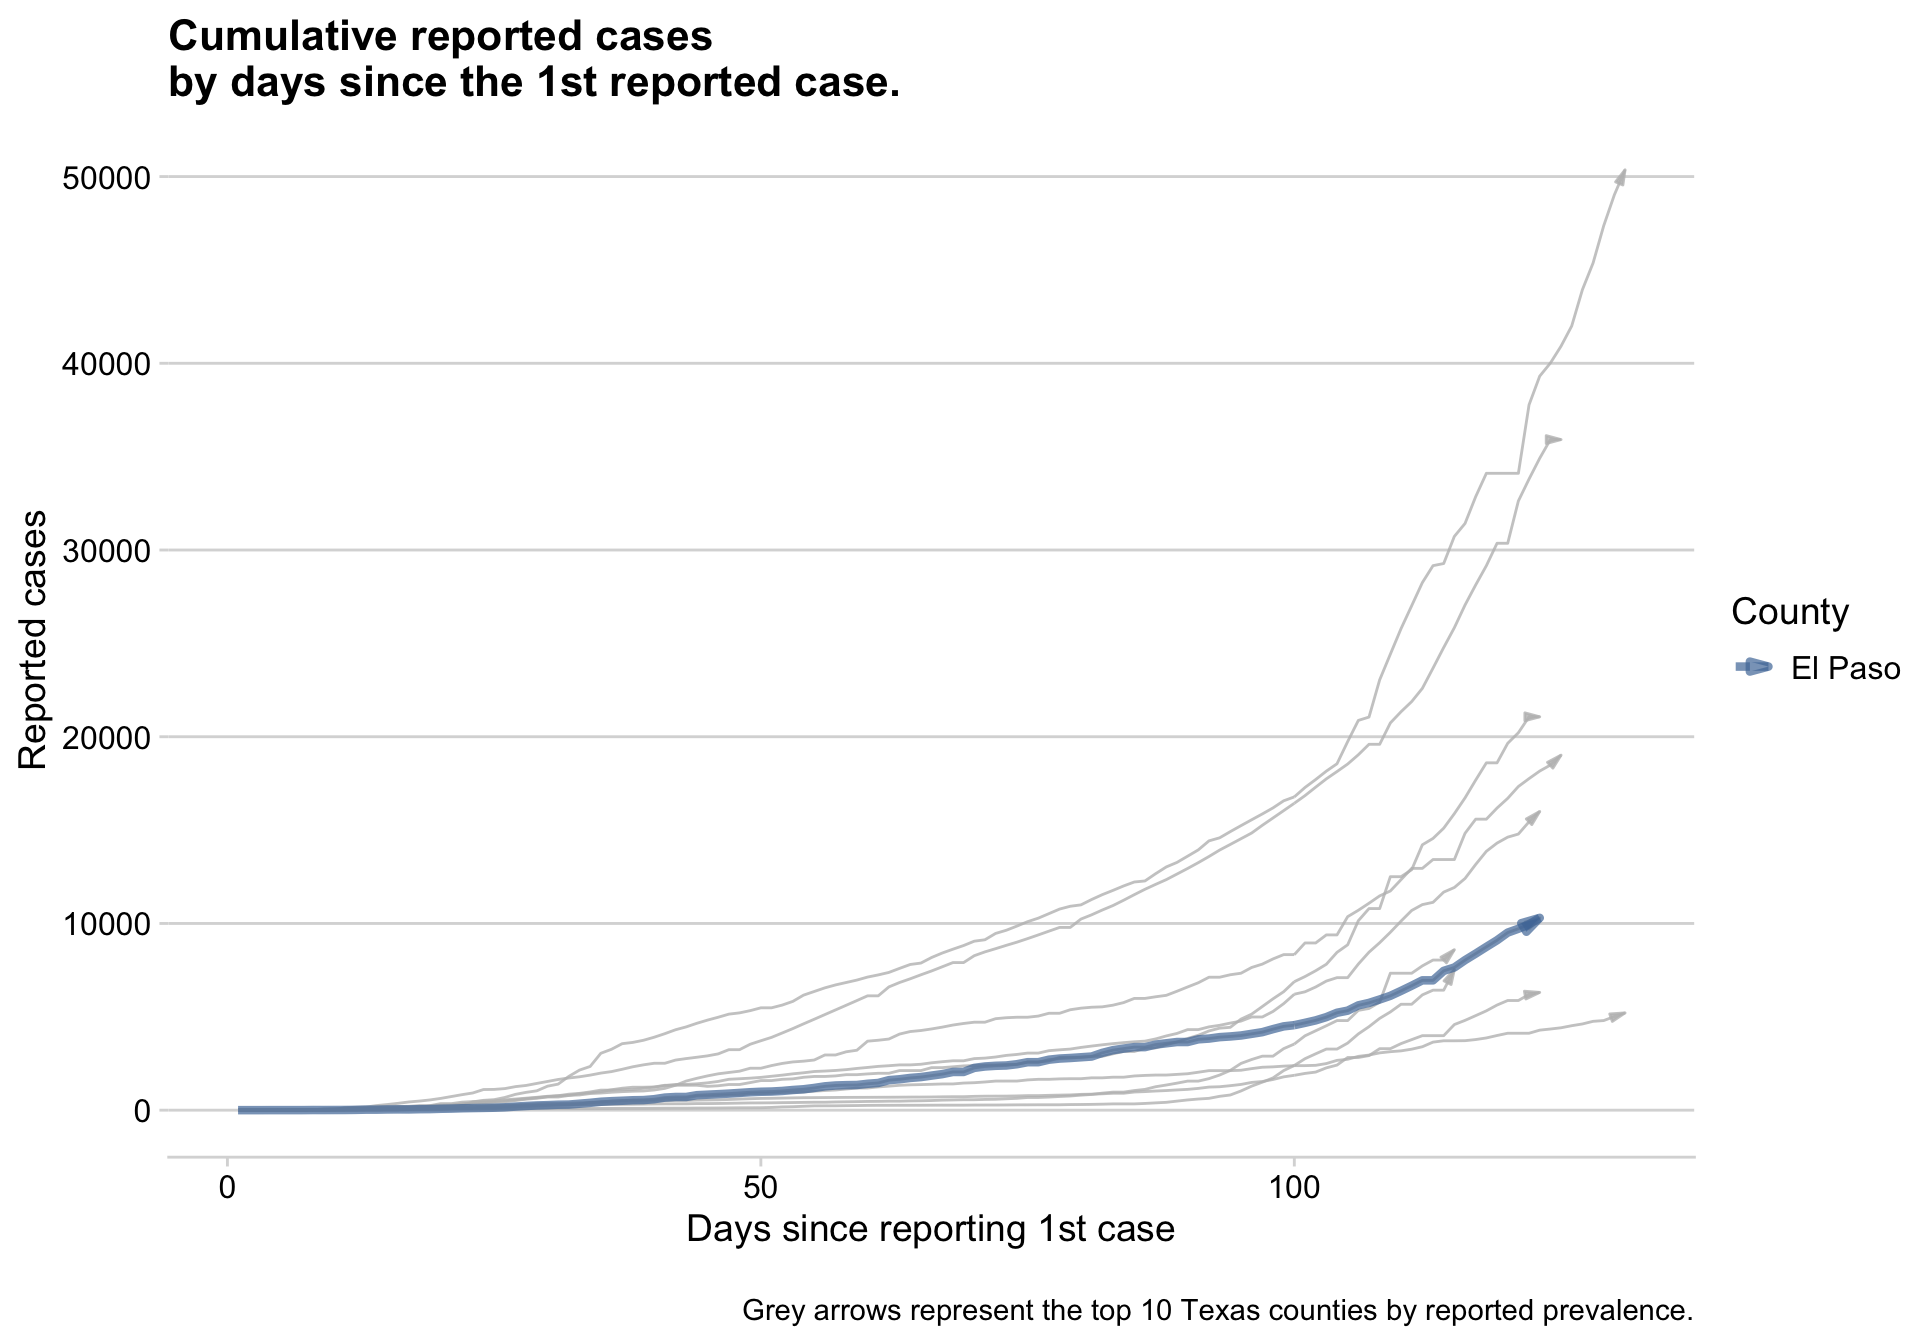 Cumulative reported cases
by days since the 1st reported case.
50000
40000
30000
20000
10000
0
Reported cases
0
50
100
Days since reporting 1st case
County
El Paso
Grey arrows represent the top 10 Texas counties by reported prevalence.